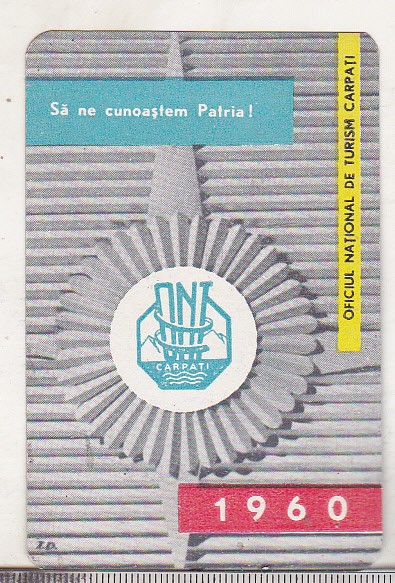 Să ne cunoaştem Patria!
OFICIUL NAŢIONAL DE TURISM CARPAŢI
ONT
CARPAŢI
1960